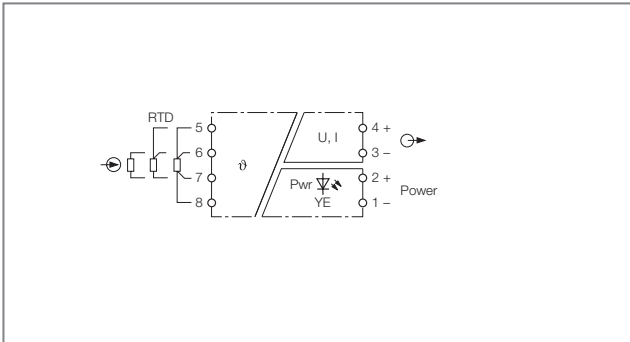 RTD
5
6
7
8
ϑ
U, I
4 +
3 –
Pwr
YE
2 +
1 –
Power